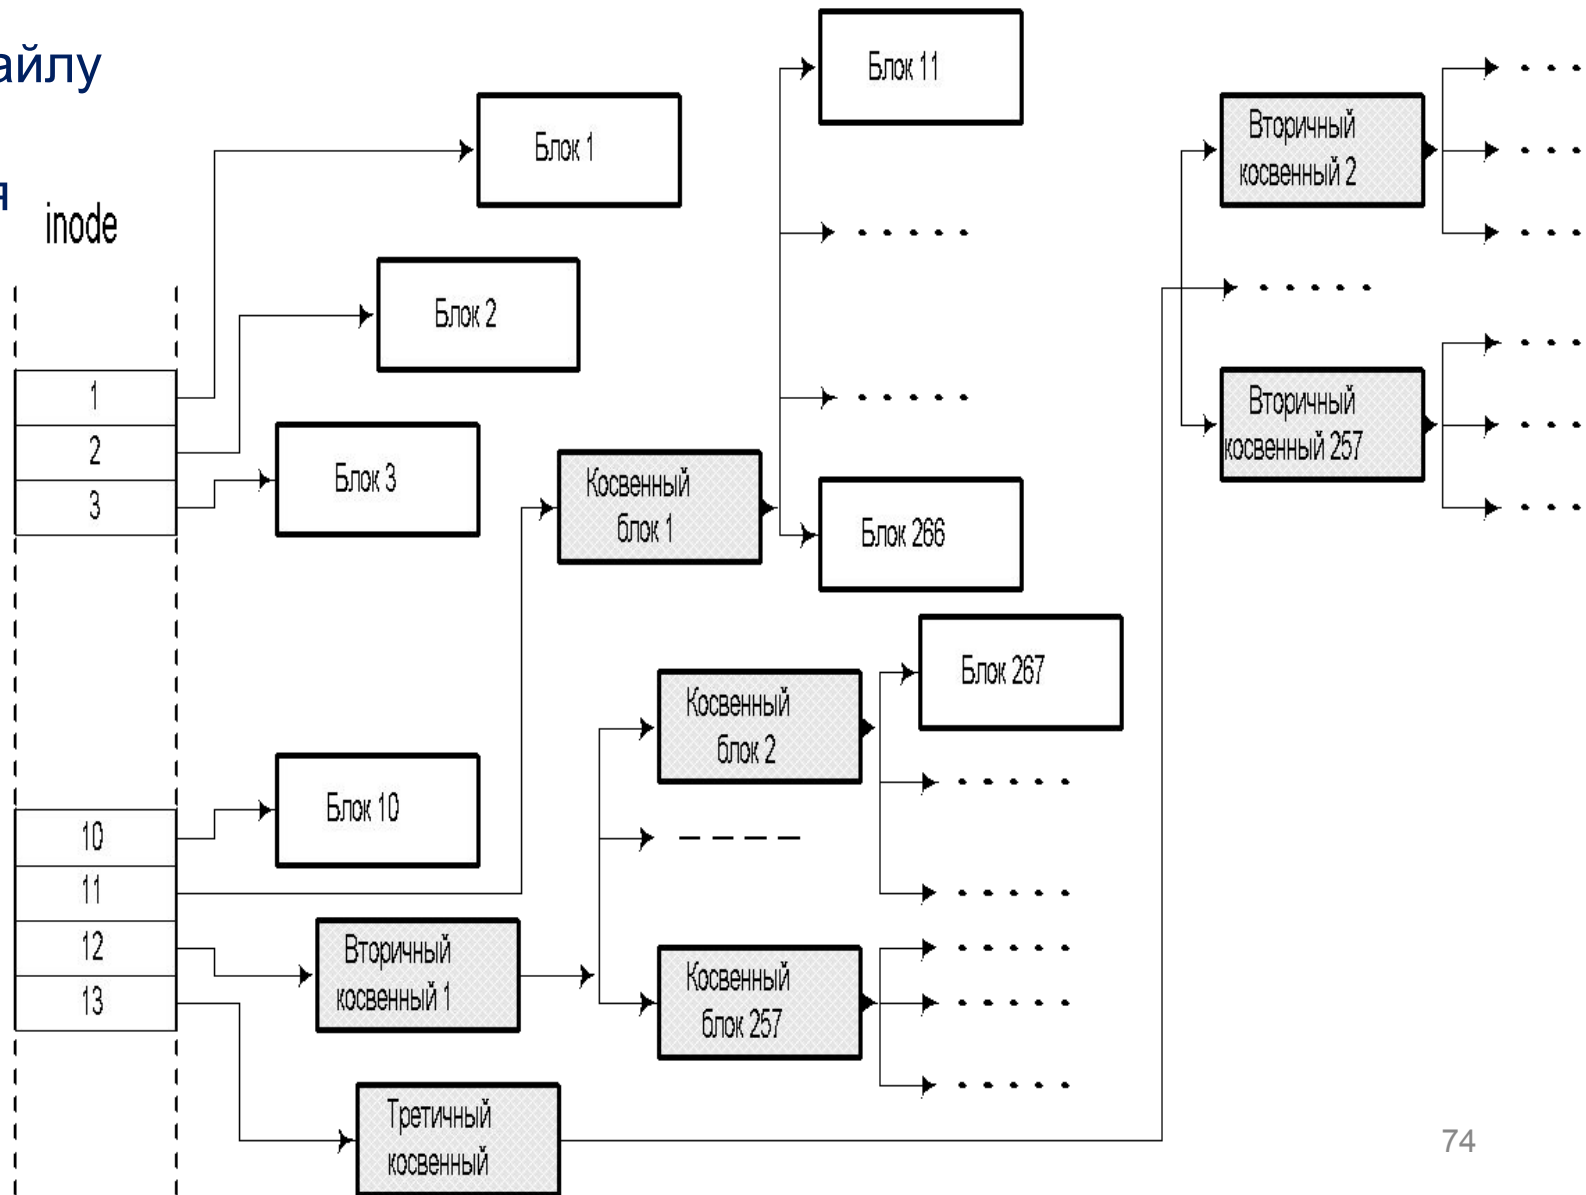 айлу
я
inode
1
2
3
10
11
12
13
Блок 1
Блок 2
Блок 3
Блок 10
Косвенный
блок 1
Блок 11
Блок 266
Вторичный
косвенный 1
Косвенный
блок 2
Косвенный
блок 257
Блок 267
Третичный
косвенный
Вторичный
косвенный 2
Вторичный
косвенный 257
74